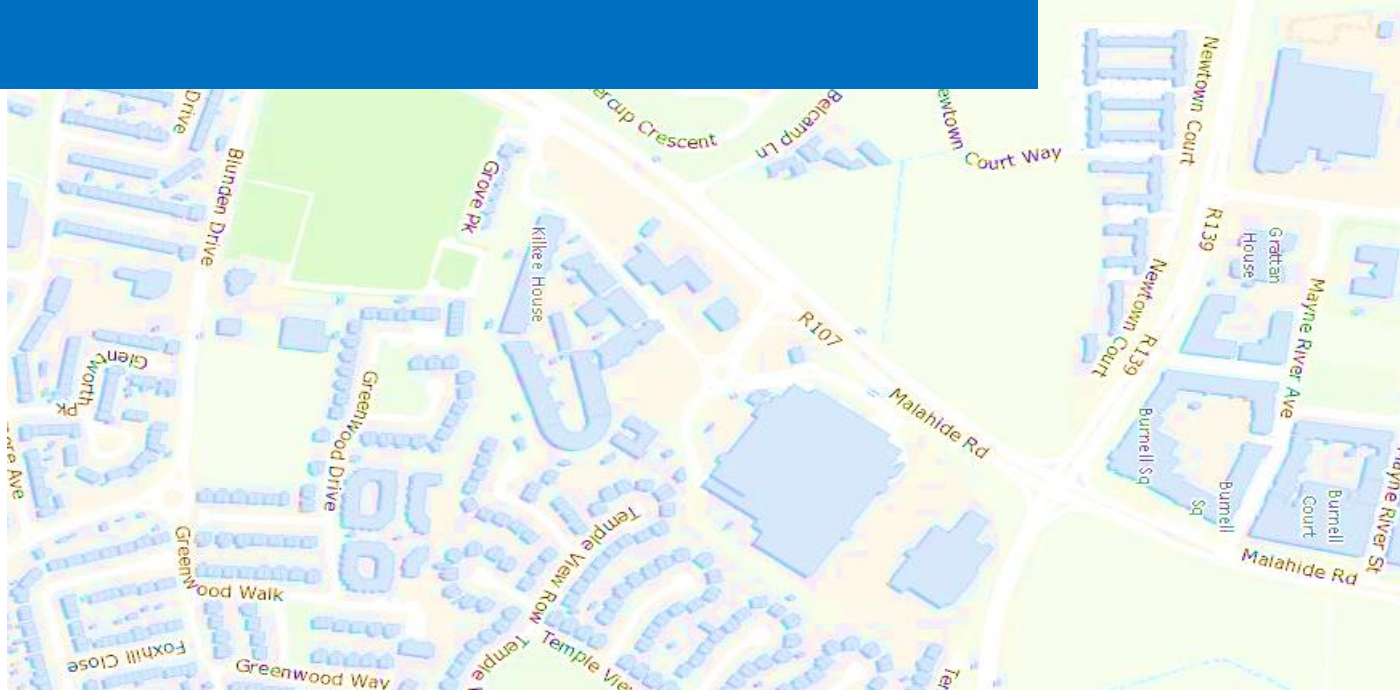 Drive
Blunden Drive
Grove Pk
Kilkee House
ercup Crescent
Belcamp Ln
ewtown Court Way
Newtown Court
R139
Grattan
House
Mayne River Ave
Newtown Court
R139
R107
Malahide Rd
Burnell Sq
Burnell
Sq
Burnell
Court
Mayne River St
Malahide Rd
Glentworth
Pk
Greenwood Drive
Greenwood Walk
Foxhill Close
Greenwood Way
Temple View Row
Temple
Temple View